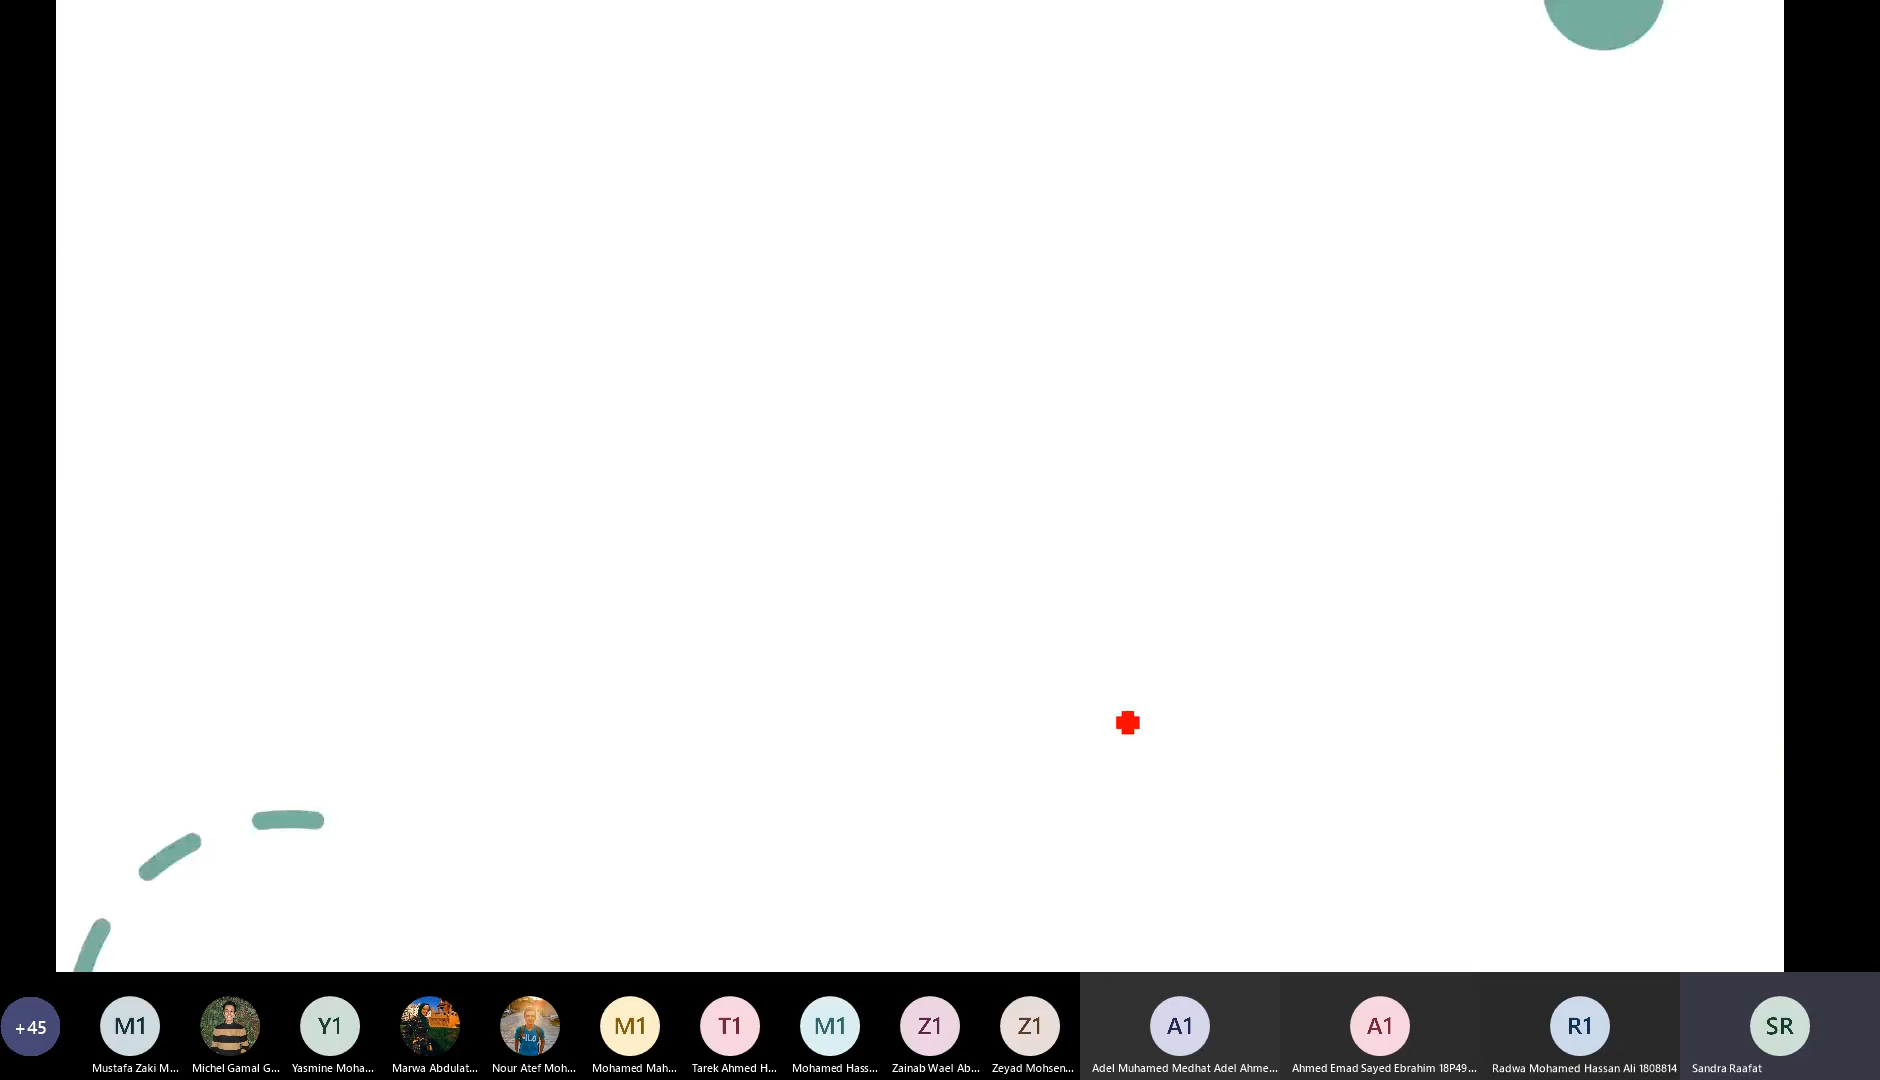 +45
M1
Y1
M1
T1
M1
Z1
Z1
A1
A1
R1
SR
Mustafa Zaki M...
Michel Gamal G...
Yasmine Moha...
Marwa Abdulat...
Nour Atef Moh...
Mohamed Mah...
Tarek Ahmed H...
Mohamed Hass...
Zainab Wael Ab...
Zeyad Mohsen...
Adel Muhamed Medhat Adel Ahme...
Ahmed Emad Sayed Ebrahim 18P49...
Radwa Mohamed Hassan Ali 1808814
Sandra Raafat